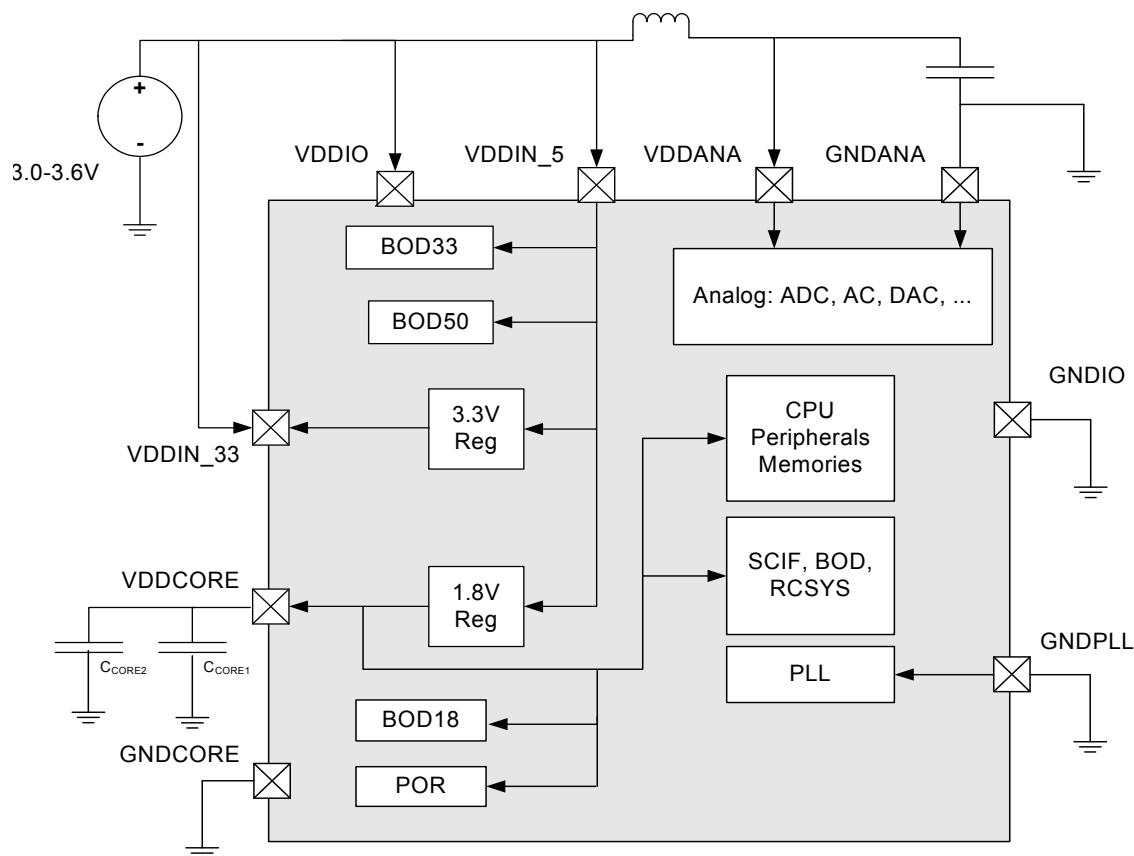 +
-
3.0-3.6V
VDDIO
VDDIN_5
VDDANA
GNDANA
BOD33
BOD50
Analog: ADC, AC, DAC, ...
GNDIO
3.3V
Reg
CPU
Peripherals
Memories
VDDIN_33
VDDCORE
1.8V
Reg
SCIF, BOD,
RCSYS
CCORE2
CCORE1
GNDPLL
PLL
BOD18
GNDCORE
POR